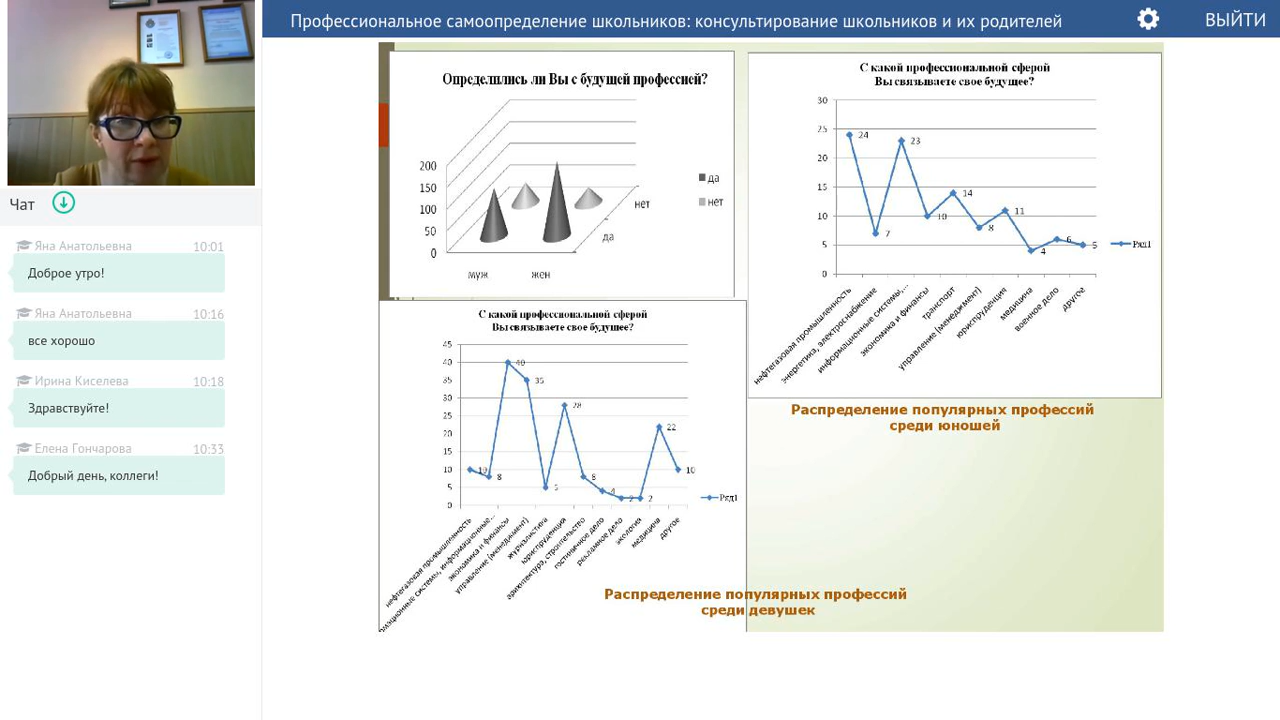 Профессиональное самоопределение школьников: консультирование школьников и их родителей
ВЫЙТИ
Чат
Яна Анатольевна 10:01
Доброе утро!
Яна Анатольевна 10:16
все хорошо
Ирина Киселева 10:18
Здравствуйте!
Елена Гончарова 10:33
Добрый день, коллеги!
Определились ли Вы с будущей профессией?
200
150
100
50
0
муж
жен
да
нет
да
нет
С какой профессиональной сферой
Вы связываете свое будущее?
30
25
20
15
10
5
0
24
7
23
10
14
8
11
4
6
5
Ряд1
нефтегазовая промышленность
энергетика, электроснабжение
информационные системы,...
экономика и финансы
транспорт
управление (менеджмент)
юриспруденция
медицина
военное дело
другое
Распределение популярных профессий
среди юношей
С какой профессиональной сферой
Вы связываете свое будущее?
45
40
35
30
25
20
15
10
5
0
10
8
40
35
5
28
8
4
2
2
22
10
Ряд1
нефтегазовая промышленность
системы, информационные...
экономика и финансы
управление (менеджмент)
журналистика
юриспруденция
архитектура, строительство
гостиничное дело
рекламное дело
экология
медицина
другое
Распределение популярных профессий
среди девушек